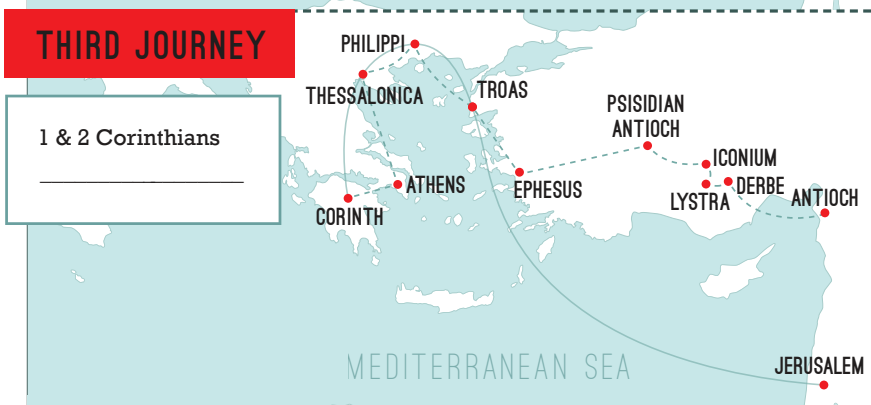 THIRD JOURNEY
1 & 2 Corinthians
PHILIPPI
THESSALONICA
TROAS
PSISIDIAN
ANTIOCH
ICONIUM
LYSTRA
DERBE
ANTIOCH
EPHESUS
ATHENS
CORINTH
MEDITERRANEAN SEA
JERUSALEM